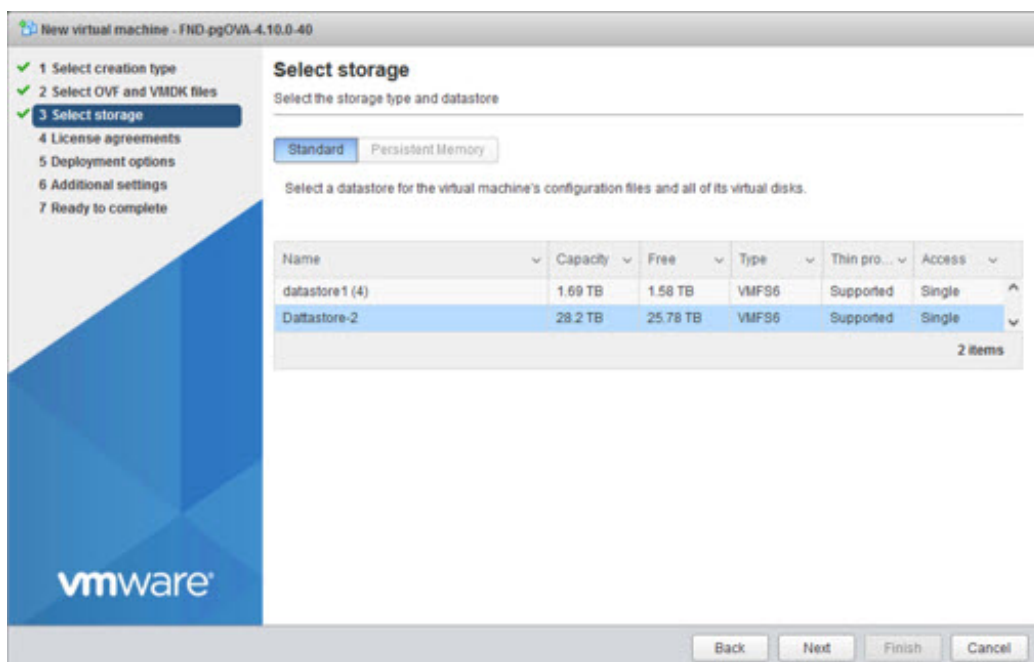 New virtual machine - FND-pgOVA-4.10.0-40
1 Select creation type
2 Select OVF and VMDK files
3 Select storage
4 License agreements
5 Deployment options
6 Additional settings
7 Ready to complete
vmware®
Select storage
Select the storage type and datastore
Standard Persistent Memory
Select a datastore for the virtual machine's configuration files and all of its virtual disks.
Name Capacity Free Type Thin pro... Access
datastore1 (4) 1.69 TB 1.58 TB VMFS6 Supported Single
Dattastore-2 28.2 TB 25.78 TB VMFS6 Supported Single
2 items
Back Next Finish Cancel